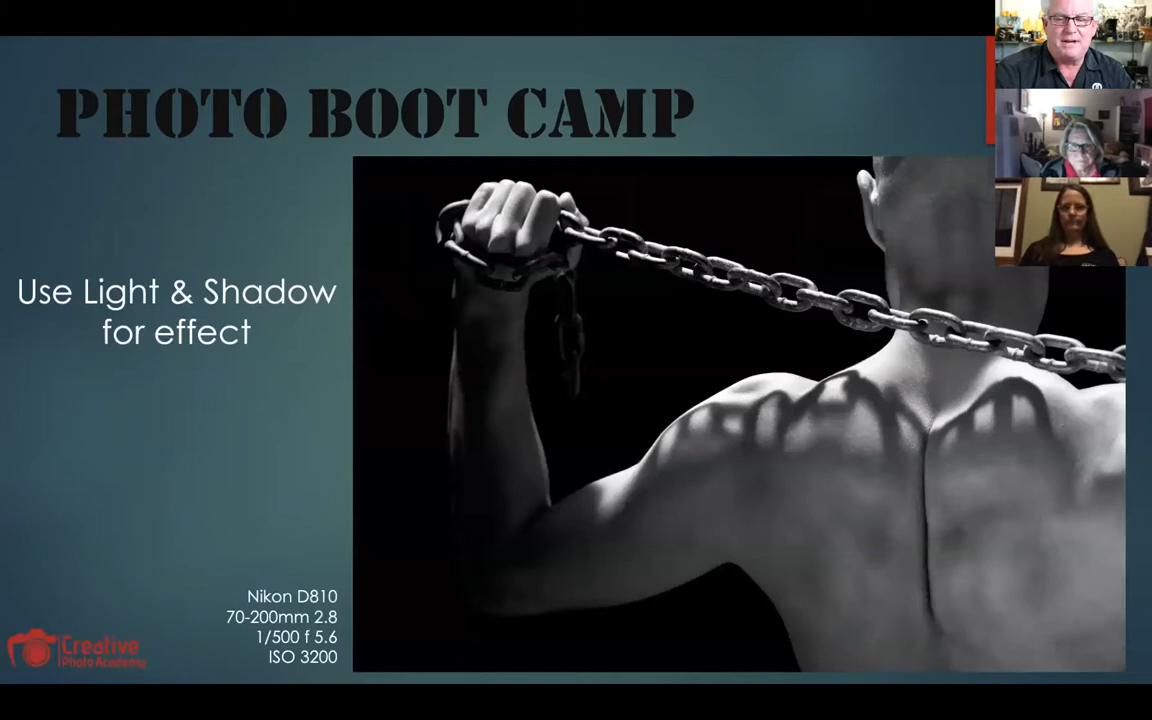 PHOTO BOOT CAMP
Use Light & Shadow
for effect
Nikon D810
70-200mm 2.8
1/500 f 5.6
ISO 3200
Creative
Photo Academy